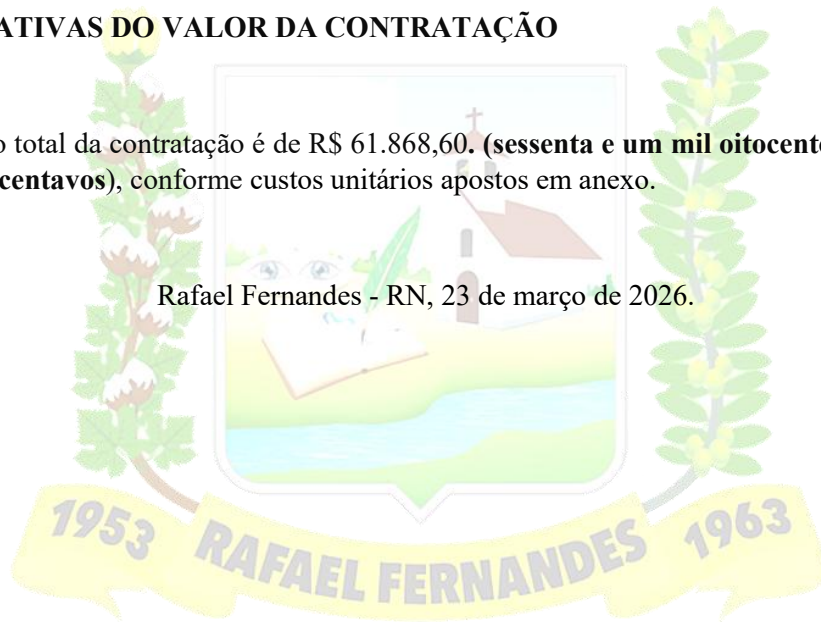 ATIVAS DO VALOR DA CONTRATAÇÃO
o total da contratação é de R$ 61.868,60. (sessenta e um mil oitocent
centavos), conforme custos unitários apostos em anexo.
Rafael Fernandes - RN, 23 de março de 2026.
1953 RAFAEL FERNANDES 1963